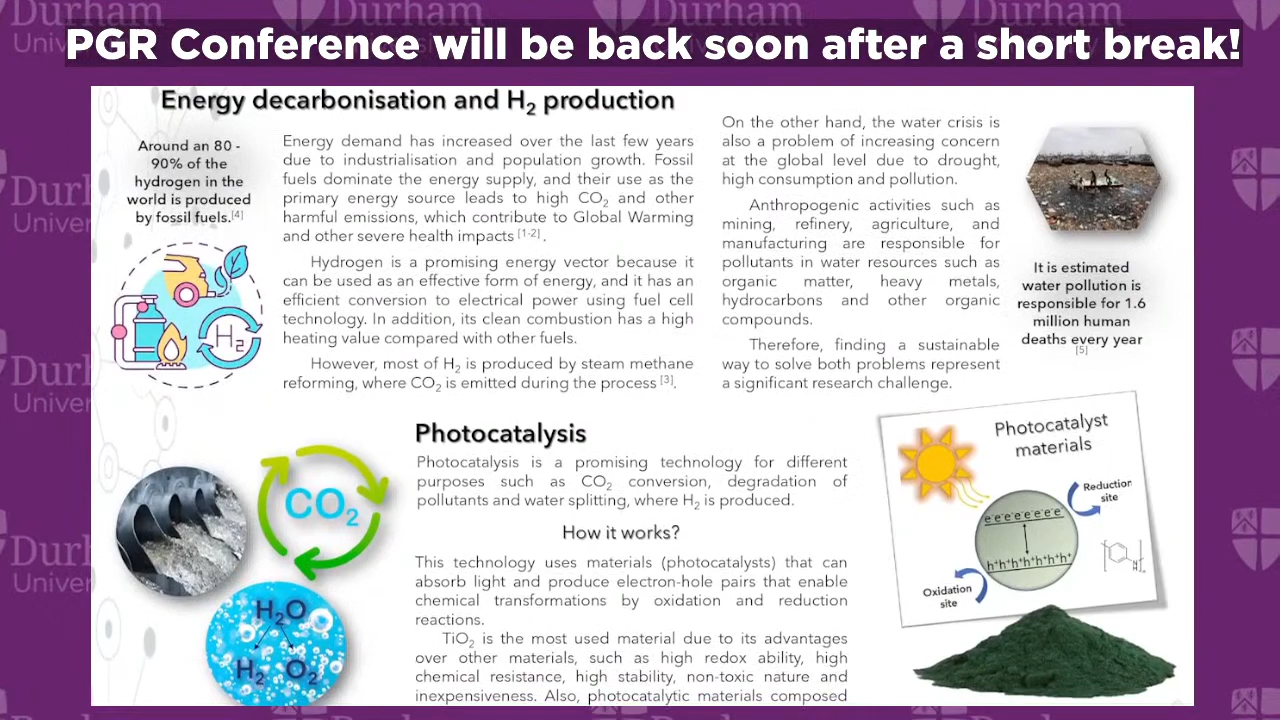 PGR Conference will be back soon after a short break!
Energy decarbonisation and H₂ production
Around an 80 -
90% of the
hydrogen in the
world is produced
by fossil fuels.[4]
H₂
Energy demand has increased over the last few years
due to industrialisation and population growth. Fossil
fuels dominate the energy supply, and their use as the
primary energy source leads to high CO₂ and other
harmful emissions, which contribute to Global Warming
and other severe health impacts [1-2].
Hydrogen is a promising energy vector because it
can be used as an effective form of energy, and it has an
efficient conversion to electrical power using fuel cell
technology. In addition, its clean combustion has a high
heating value compared with other fuels.
However, most of H₂ is produced by steam methane
reforming, where CO₂ is emitted during the process [3].
On the other hand, the water crisis is
also a problem of increasing concern
at the global level due to drought,
high consumption and pollution.
Anthropogenic activities such as
mining, refinery, agriculture, and
manufacturing are responsible for
pollutants in water resources such as
organic matter, heavy metals,
hydrocarbons and other organic
compounds.
Therefore, finding a sustainable
way to solve both problems represent
a significant research challenge.
It is estimated
water pollution is
responsible for 1.6
million human
deaths every year
[5]
CO₂
H₂O
H₂ O₂
Photocatalysis
Photocatalysis is a promising technology for different
purposes such as CO₂ conversion, degradation of
pollutants and water splitting, where H₂ is produced.
How it works?
This technology uses materials (photocatalysts) that can
absorb light and produce electron-hole pairs that enable
chemical transformations by oxidation and reduction
reactions.
TiO₂ is the most used material due to its advantages
over other materials, such as high redox ability, high
chemical resistance, high stability, non-toxic nature and
inexpensiveness. Also, photocatalytic materials composed
Photocatalyst
materials
Reduction
site
e⁻e⁻e⁻e⁻e⁻e⁻e⁻
h⁺h⁺h⁺h⁺h⁺h⁺h⁺
Oxidation
site
Durham
University